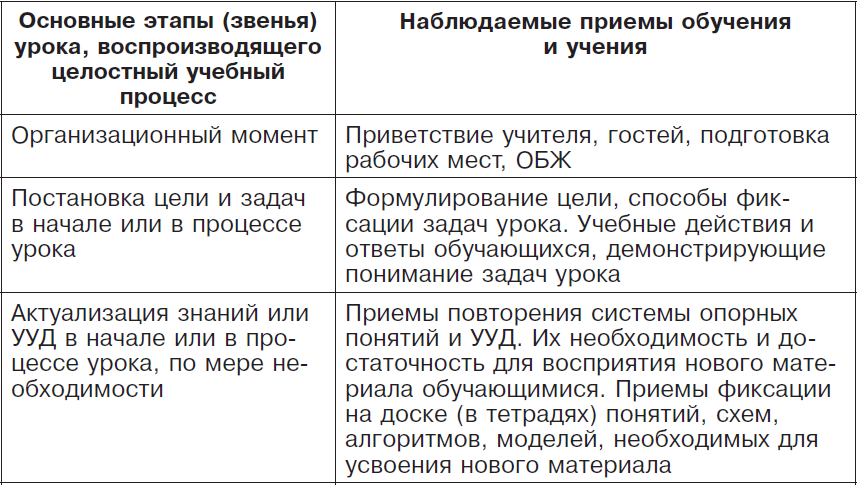 Основные этапы (звенья)
урока, воспроизводящего
целостный учебный
процесс
Наблюдаемые приемы обучения
и учения
Организационный момент
Приветствие учителя, гостей, подготовка
рабочих мест, ОБЖ
Постановка цели и задач
в начале или в процессе
урока
Формулирование цели, способы фик-
сации задач урока. Учебные действия и
ответы обучающихся, демонстрирующие
понимание задач урока
Актуализация знаний или
УУД в начале или в про-
цессе урока, по мере не-
обходимости
Приемы повторения системы опорных
понятий и УУД. Их необходимость и до-
статочность для восприятия нового мате-
риала обучающимися. Приемы фиксации
на доске (в тетрадях) понятий, схем,
алгоритмов, моделей, необходимых для
усвоения нового материала